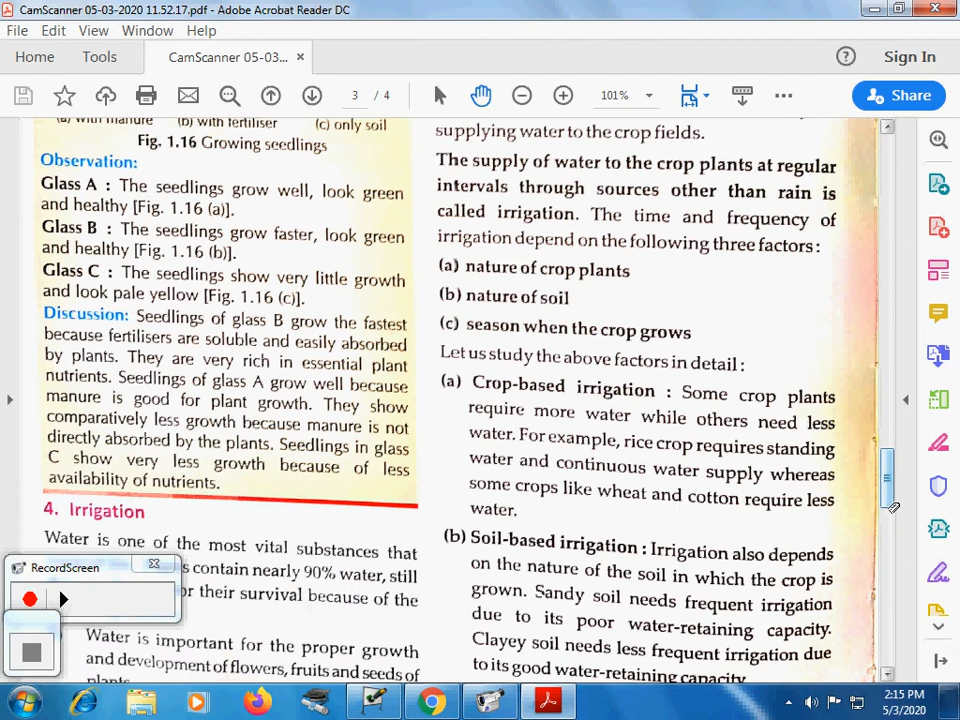 CamScanner 05-03-2020 11.52.17.pdf - Adobe Acrobat Reader DC
File Edit View Window Help
Home Tools CamScanner 05-03... ×
Sign In
3 / 4
101%
Share
(a) with manure (b) with fertiliser (c) only soil
Fig. 1.16 Growing seedlings
Observation:
Glass A : The seedlings grow well, look green
and healthy [Fig. 1.16 (a)].
Glass B : The seedlings grow faster, look green
and healthy [Fig. 1.16 (b)].
Glass C : The seedlings show very little growth
and look pale yellow [Fig. 1.16 (c)].
Discussion: Seedlings of glass B grow the fastest
because fertilisers are soluble and easily absorbed
by plants. They are very rich in essential plant
nutrients. Seedlings of glass A grow well because
manure is good for plant growth. They show
comparatively less growth because manure is not
directly absorbed by the plants. Seedlings in glass
C show very less growth because of less
availability of nutrients.
4. Irrigation
Water is one of the most vital substances that
s contain nearly 90% water, still
or their survival because of the
Water is important for the proper growth
and development of flowers, fruits and seeds of
plants
supplying water to the crop fields.
The supply of water to the crop plants at regular
intervals through sources other than rain is
called irrigation. The time and frequency of
irrigation depend on the following three factors :
(a) nature of crop plants
(b) nature of soil
(c) season when the crop grows
Let us study the above factors in detail :
(a) Crop-based irrigation : Some crop plants
require more water while others need less
water. For example, rice crop requires standing
water and continuous water supply whereas
some crops like wheat and cotton require less
water.
(b) Soil-based irrigation : Irrigation also depends
on the nature of the soil in which the crop is
grown. Sandy soil needs frequent irrigation
due to its poor water-retaining capacity.
Clayey soil needs less frequent irrigation due
to its good water-retaining capacity.
RecordScreen
2:15 PM
5/3/2020